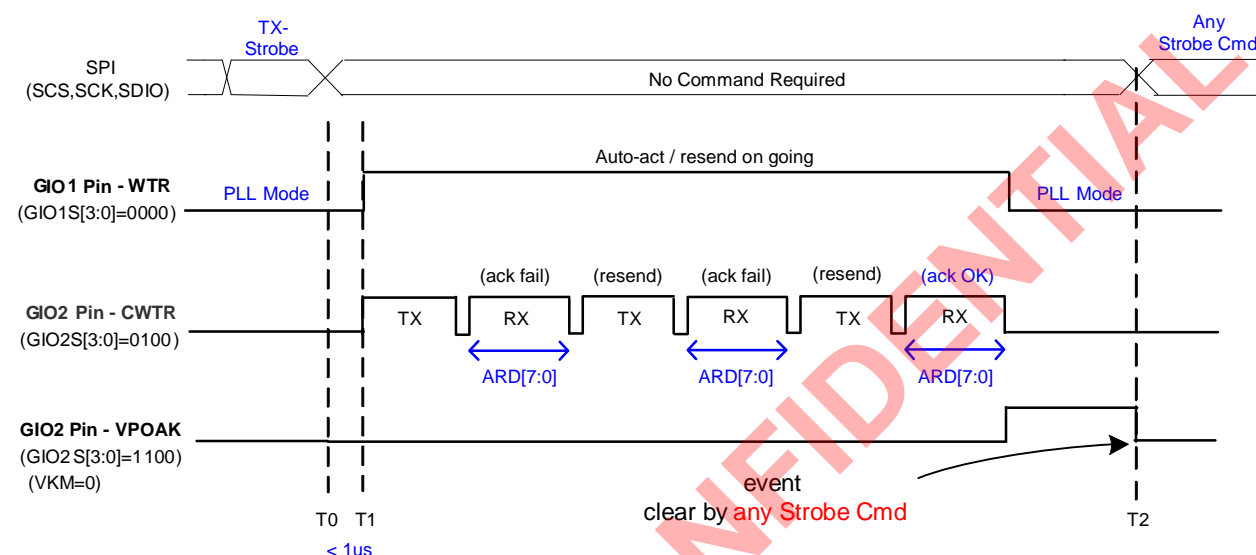 TX-
Strobe
Any
Strobe Cmd
SPI
(SCS,SCK,SDIO)
No Command Required
Auto-act / resend on going
GIO1 Pin - WTR
(GIO1S[3:0]=0000)
PLL Mode
PLL Mode
(ack fail)
(resend)
(ack fail)
(resend)
(ack OK)
GIO2 Pin - CWTR
(GIO2S[3:0]=0100)
TX
RX
TX
RX
TX
RX
ARD[7:0]
ARD[7:0]
ARD[7:0]
GIO2 Pin - VPOAK
(GIO2S[3:0]=1100)
(VKM=0)
event
clear by any Strobe Cmd
T0
T1
T2
< 1us
NFIDENTIAL